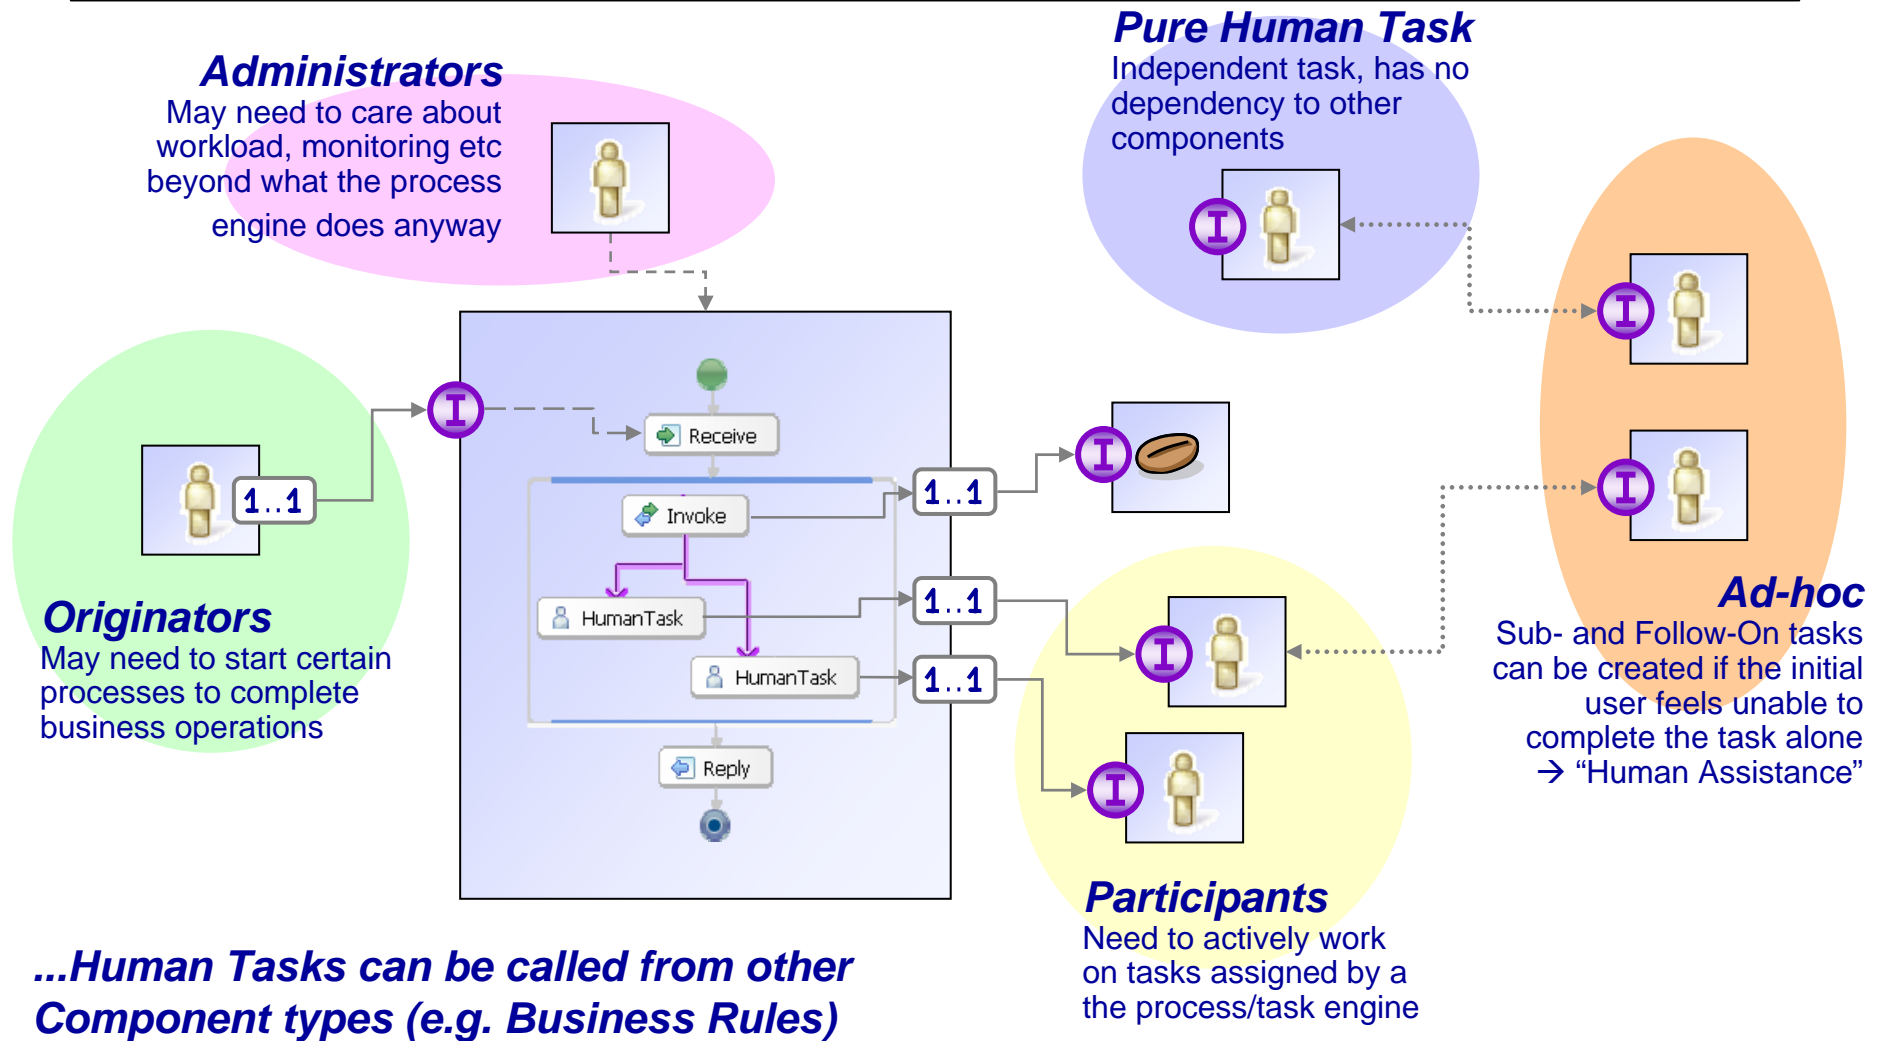 Pure Human Task
Independent task, has no
dependency to other
components
Administrators
May need to care about
workload, monitoring etc
beyond what the process
engine does anyway
I
I
I
Receive
I
1..1
1..1
Invoke
I
I
Originators
May need to start certain
processes to complete
business operations
HumanTask
1..1
HumanTask
1..1
I
Ad-hoc
Sub- and Follow-On tasks
can be created if the initial
user feels unable to
complete the task alone
→ “Human Assistance”
Reply
I
Participants
Need to actively work
on tasks assigned by a
the process/task engine
...Human Tasks can be called from other
Component types (e.g. Business Rules)